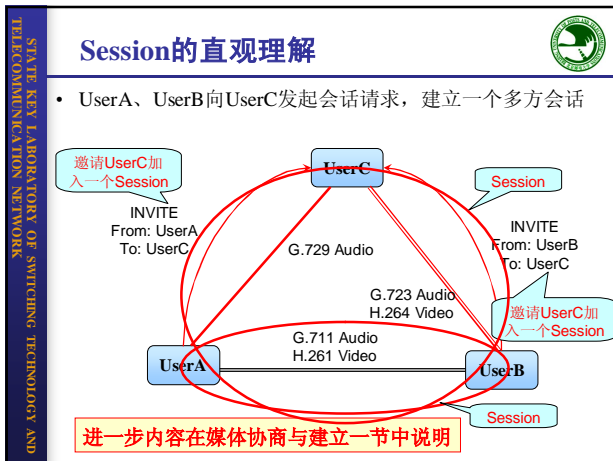 STATE KEY LABORATORY OF SWITCHING TECHNOLOGY AND
TELECOMMUNICATION NETWORK
Session的直观理解
• UserA、UserB向UserC发起会话请求，建立一个多方会话
邀请UserC加
入一个Session
UserC
Session
INVITE
From: UserA
To: UserC
INVITE
From: UserB
To: UserC
G.729 Audio
G.723 Audio
H.264 Video
邀请UserC加
入一个Session
G.711 Audio
H.261 Video
UserA
UserB
Session
进一步内容在媒体协商与建立一节中说明